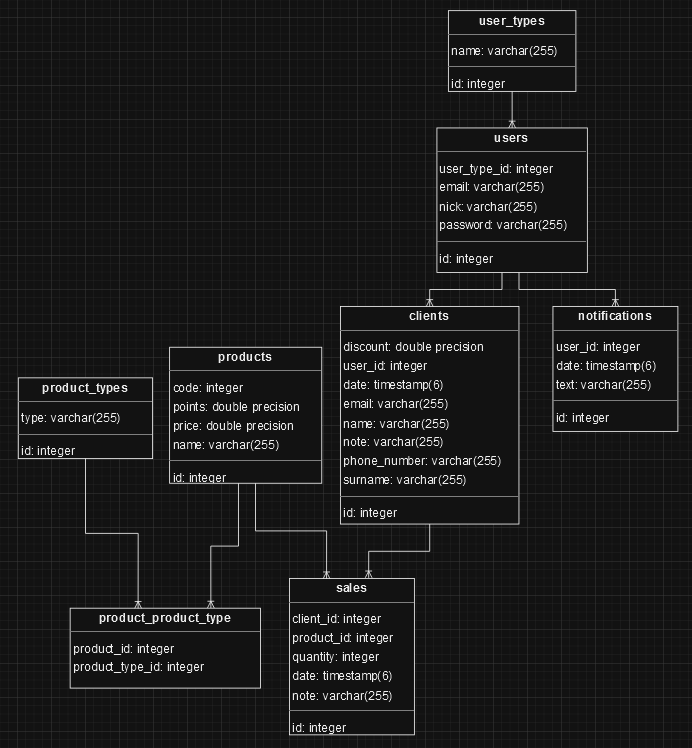 user_types
name: varchar(255)
id: integer
users
user_type_id: integer
email: varchar(255)
nick: varchar(255)
password: varchar(255)
id: integer
clients
discount: double precision
user_id: integer
date: timestamp(6)
email: varchar(255)
name: varchar(255)
note: varchar(255)
phone_number: varchar(255)
surname: varchar(255)
id: integer
notifications
user_id: integer
date: timestamp(6)
text: varchar(255)
id: integer
products
code: integer
points: double precision
price: double precision
name: varchar(255)
id: integer
product_types
type: varchar(255)
id: integer
product_product_type
product_id: integer
product_type_id: integer
sales
client_id: integer
product_id: integer
quantity: integer
date: timestamp(6)
note: varchar(255)
id: integer